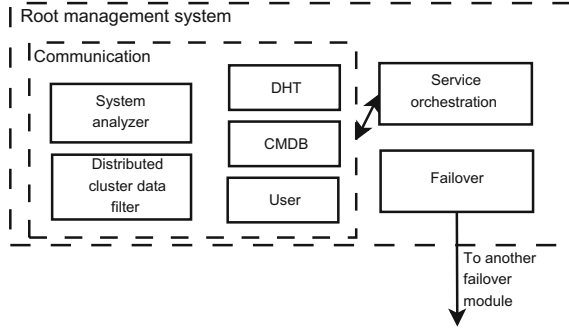 Root management system
Communication
System
analyzer
Distributed
cluster data
filter
DHT
CMDB
User
Service
orchestration
Failover
To another
failover
module